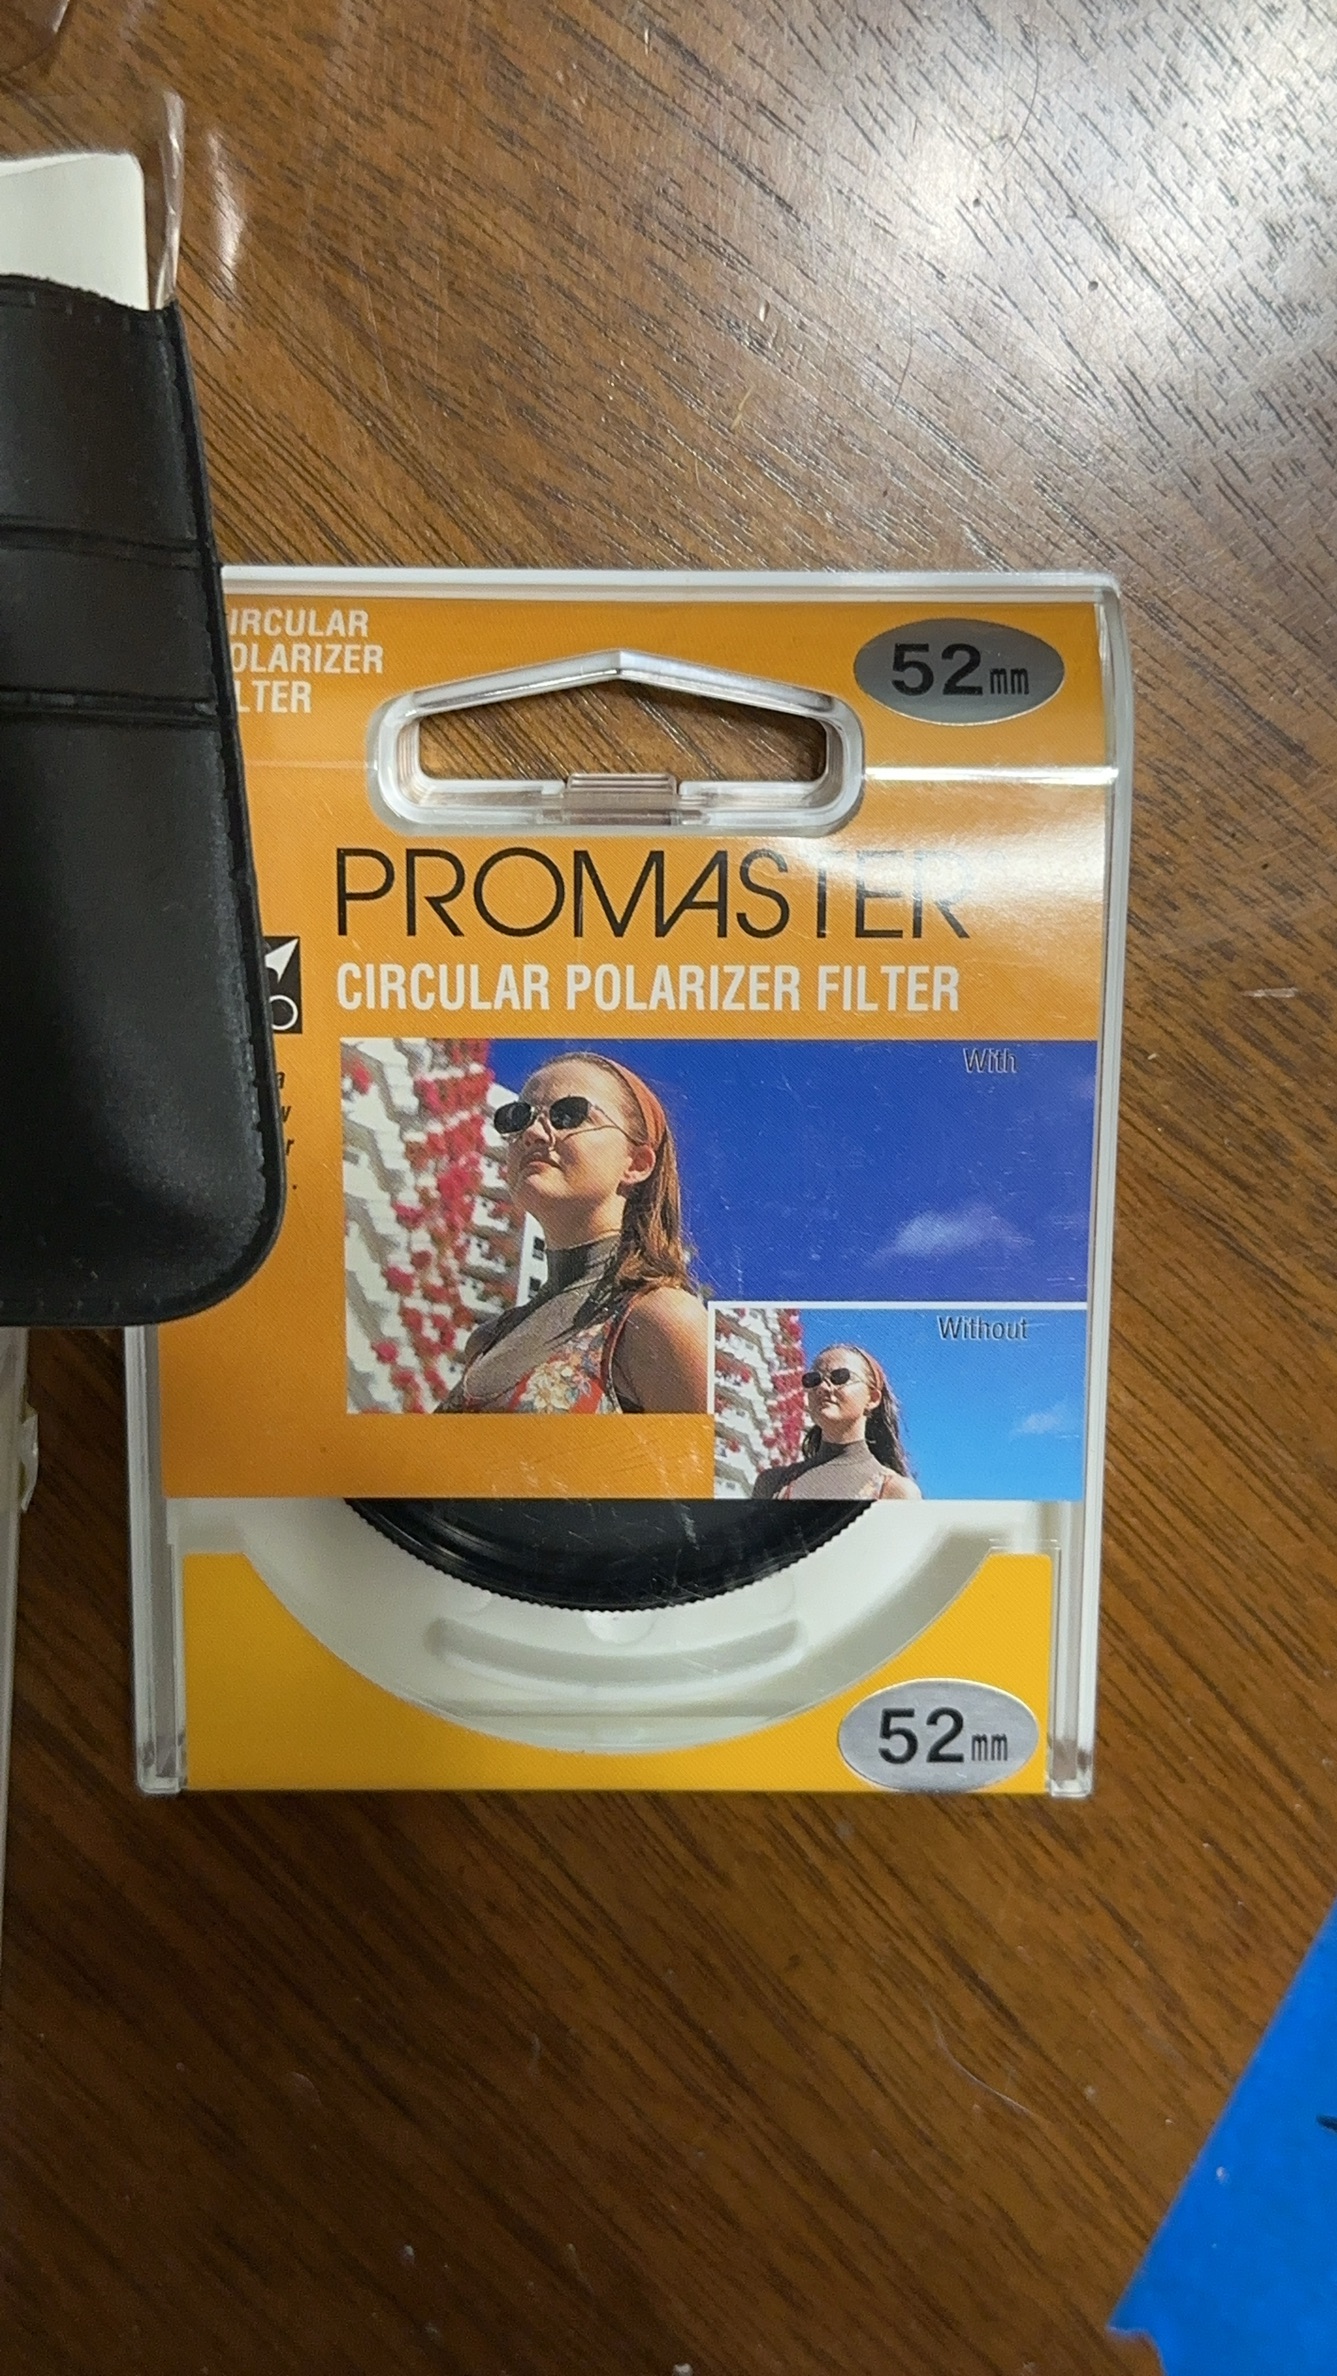 IRCULAR
OLARIZER
LTER
52mm
PROMASTER
CIRCULAR POLARIZER FILTER
With
Without
52mm